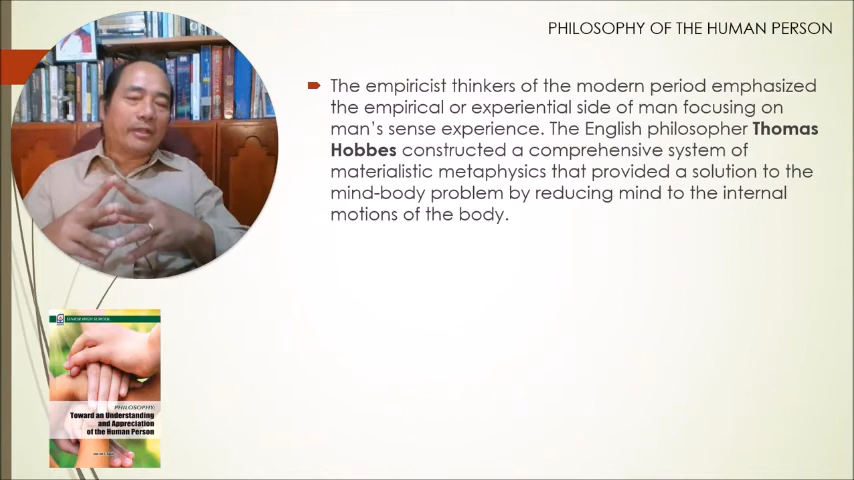 PHILOSOPHY OF THE HUMAN PERSON
The empiricist thinkers of the modern period emphasized
the empirical or experiential side of man focusing on
man's sense experience. The English philosopher Thomas
Hobbes constructed a comprehensive system of
materialistic metaphysics that provided a solution to the
mind-body problem by reducing mind to the internal
motions of the body.
PHILOSOPHY:
Toward an Understanding
and Appreciation
of the Human Person